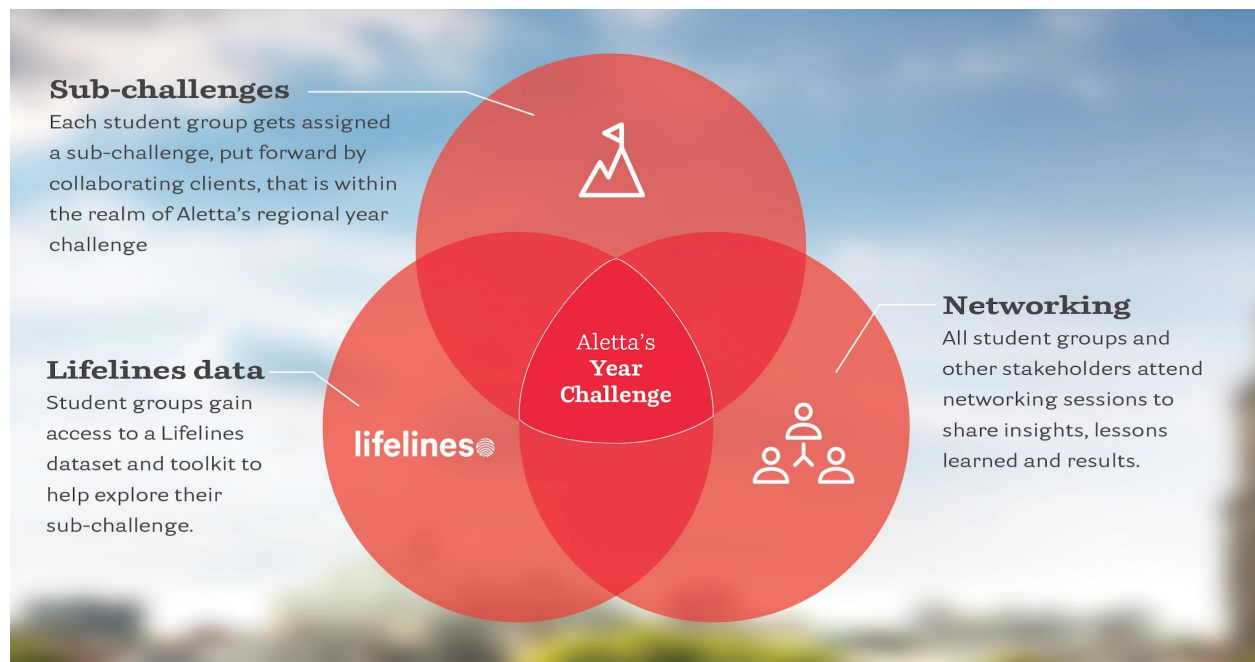 Sub-challenges
Each student group gets assigned
a sub-challenge, put forward by
collaborating clients, that is within
the realm of Aletta's regional year
challenge
Lifelines data
Student groups gain
access to a Lifelines
dataset and toolkit to
help explore their
sub-challenge.
lifelines
Aletta's
Year
Challenge
Networking
All student groups and
other stakeholders attend
networking sessions to
share insights, lessons
learned and results.